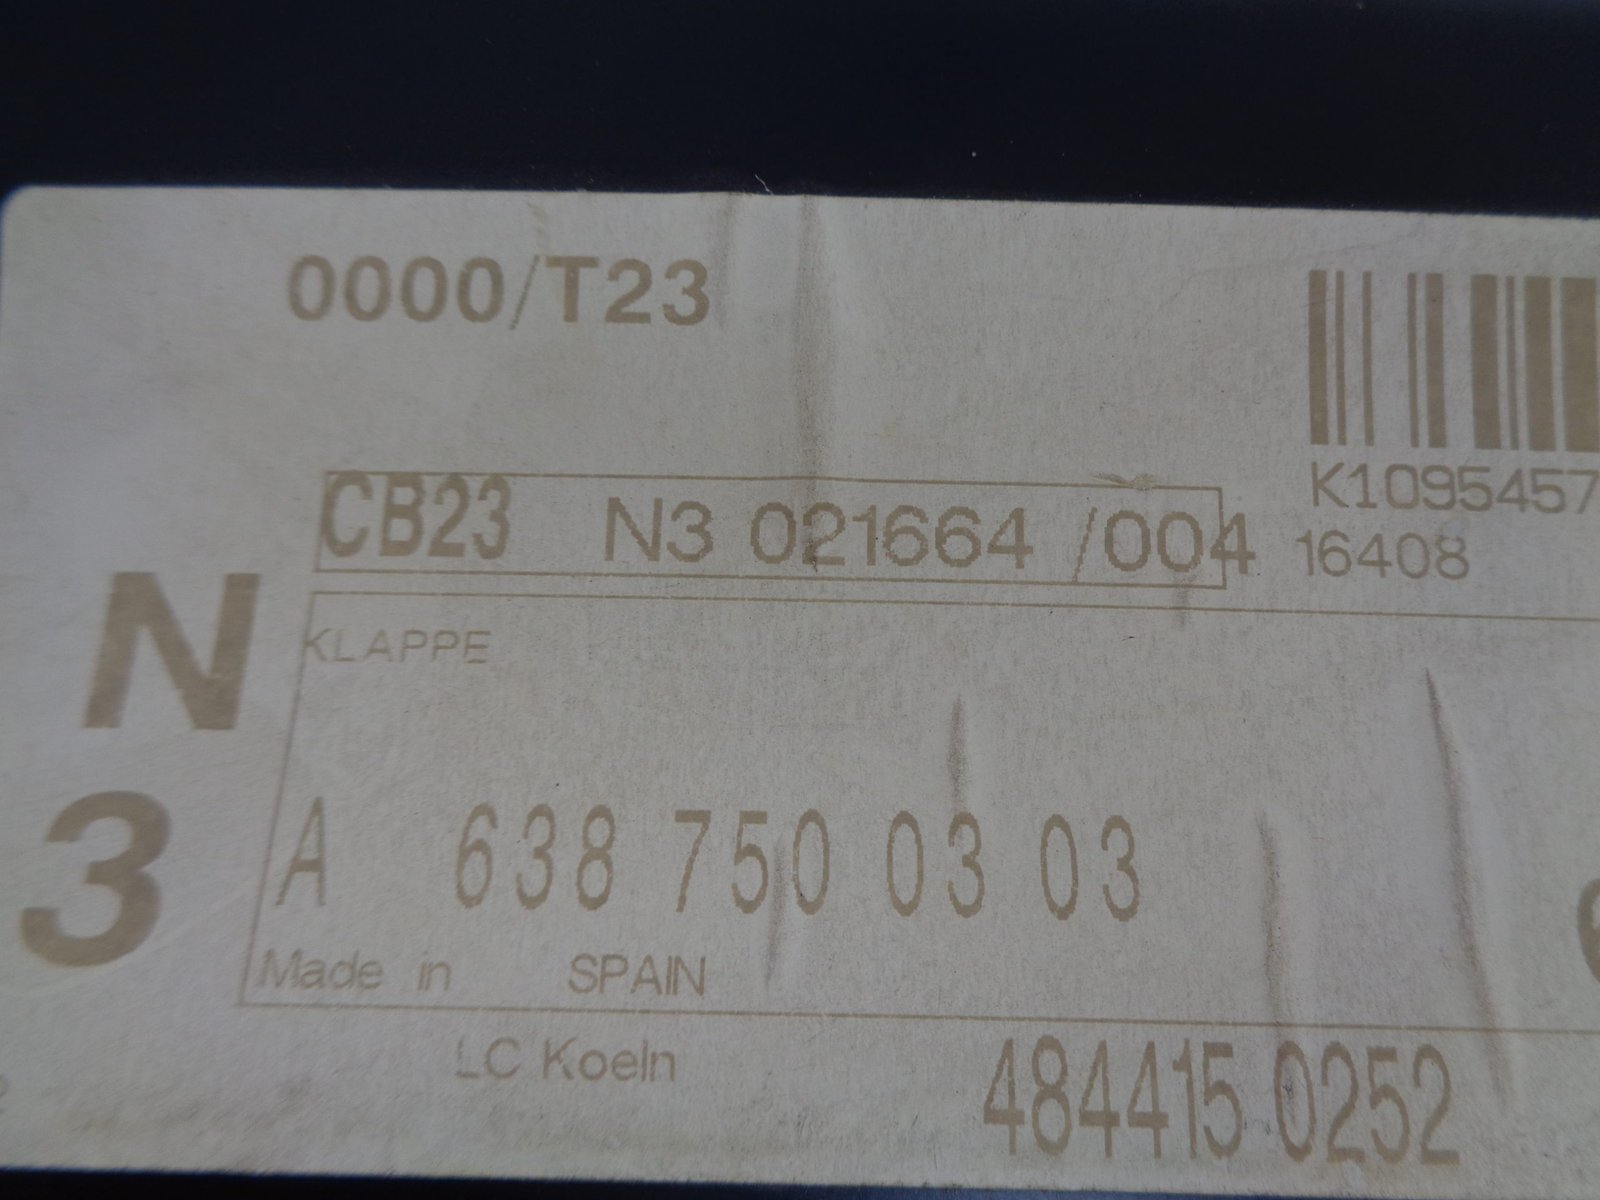 0000/T23
K1095457
16408
CB23 N3 021664 /004
N
3
KLAPPE
A 638 750 03 03
Made in SPAIN
LC Koeln
484415 0252